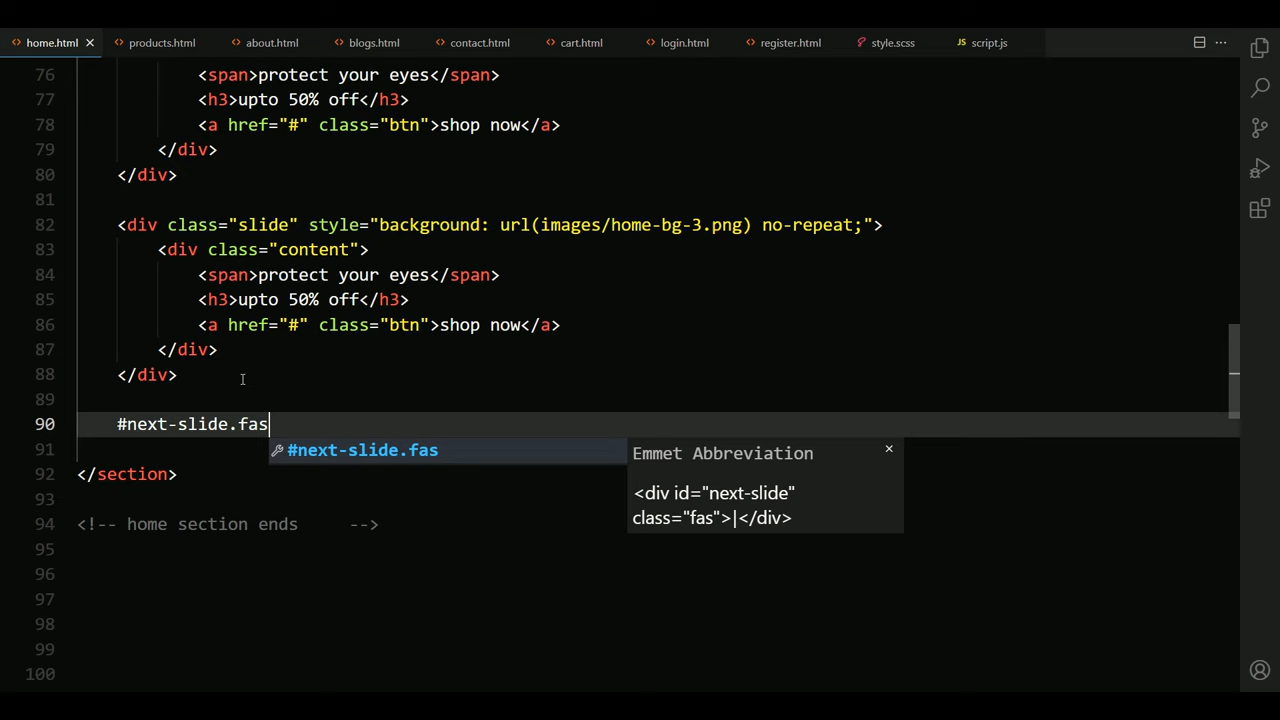 home.html products.html about.html blogs.html contact.html cart.html login.html register.html style.scss JS script.js
76 <span>protect your eyes</span>
77 <h3>upto 50% off</h3>
78 <a href="#" class="btn">shop now</a>
79 </div>
80 </div>
81
82 <div class="slide" style="background: url(images/home-bg-3.png) no-repeat;">
83 <div class="content">
84 <span>protect your eyes</span>
85 <h3>upto 50% off</h3>
86 <a href="#" class="btn">shop now</a>
87 </div>
88 </div>
89
90 #next-slide.fas
91 #next-slide.fas Emmet Abbreviation
92 </section>
<div id="next-slide"
93
class="fas">|</div>
94 <!-- home section ends -->
95
96
97
98
99
100